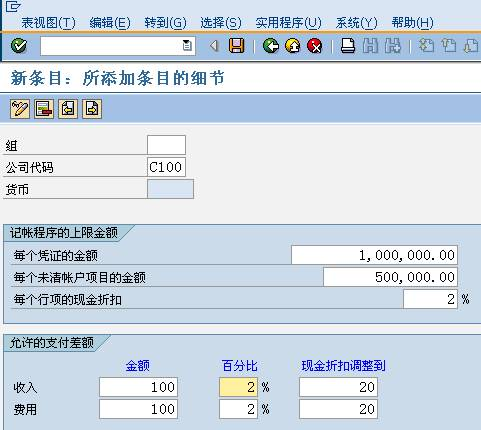 表视图(T) 编辑(E) 转到(G) 选择(S) 实用程序(U) 系统(Y) 帮助(H)
新条目: 所添加条目的细节
组
公司代码 C100
货币
记帐程序的上限金额
每个凭证的金额 1,000,000.00
每个未清帐户项目的金额 500,000.00
每个行项的现金折扣 2 %
允许的支付差额
金额 百分比 现金折扣调整到
收入 100 2 % 20
费用 100 2 % 20